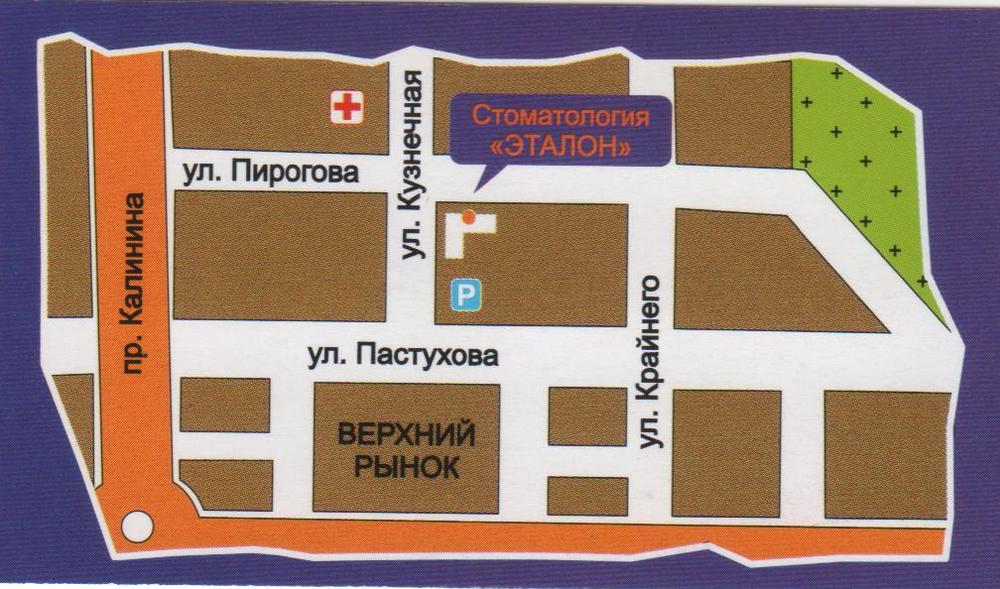 Стоматология
«ЭТАЛОН»
ул. Пирогова
ул. Кузнечная
пр. Калинина
P
ул. Пастухова
ул. Крайнего
ВЕРХНИЙ
РЫНОК